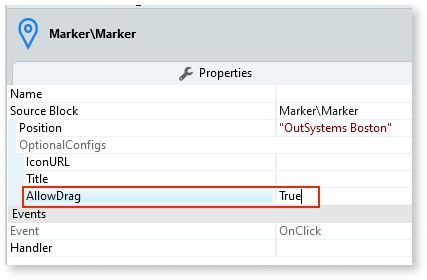 Marker\Marker
Properties
Name
Source Block Marker\Marker
Position "OutSystems Boston"
OptionalConfigs
IconURL
Title
AllowDrag True
Events
Event OnClick
Handler